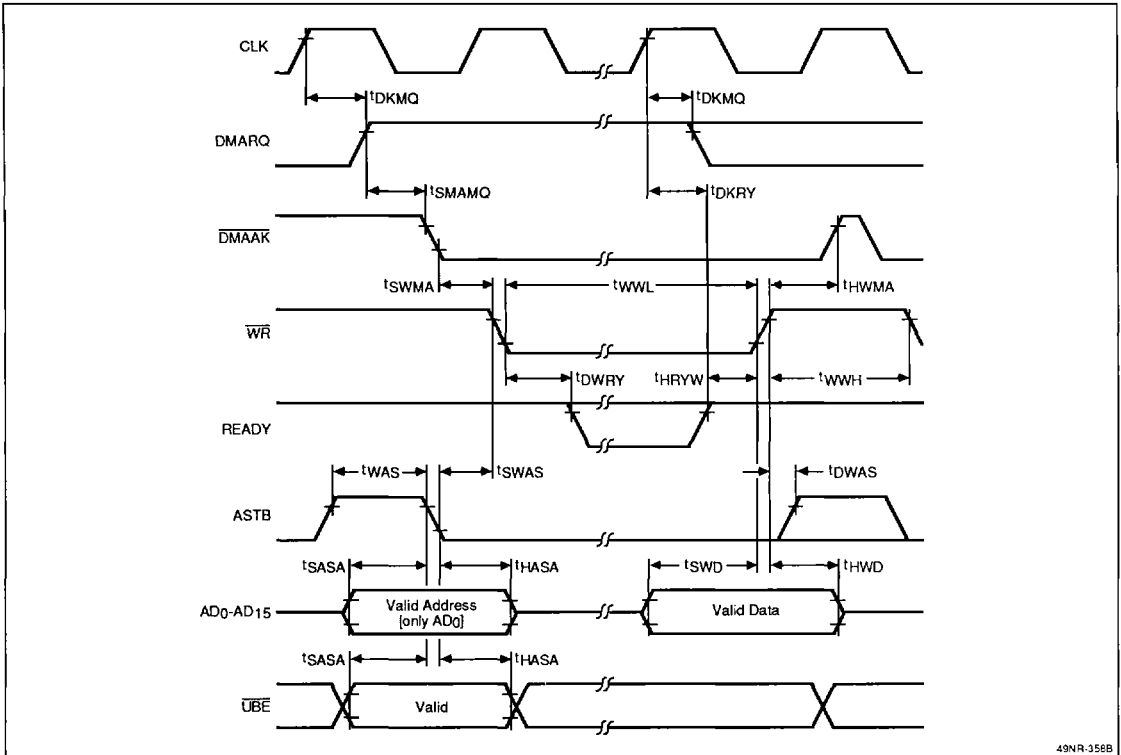 CLK
tDKMQ
tDKMQ
DMARQ
tSMAMQ
tDKRY
DMAAK
tSWMA
tWWL
tHWMA
WR
tDWRY
tHRYW
tWWH
READY
tWAS
tSWAS
tDWAS
ASTB
tSASA
tHASA
tSWD
tHWD
AD0-AD15
Valid Address
[only AD0]
Valid Data
tSASA
tHASA
UBE
Valid
49NR-358B